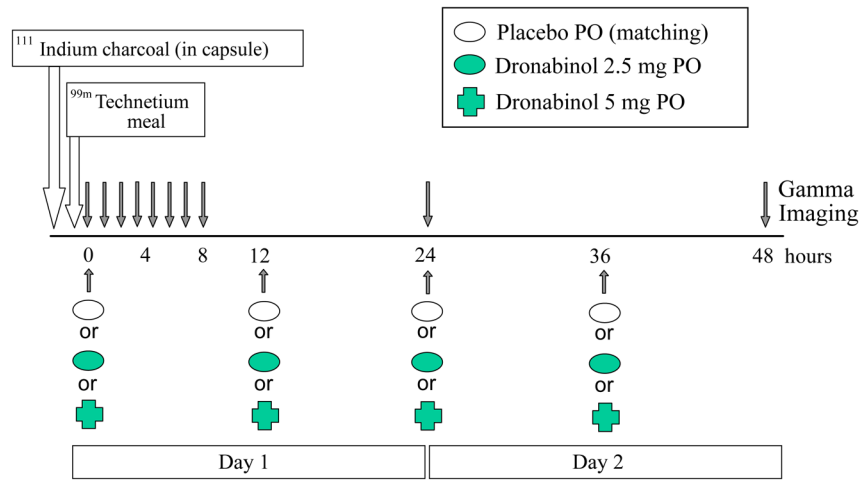 111 Indium charcoal (in capsule)
99m Technetium
meal
Placebo PO (matching)
Dronabinol 2.5 mg PO
Dronabinol 5 mg PO
Gamma
Imaging
0 4 8 12 24 36 48 hours
or or or or
or or or or
Day 1 Day 2